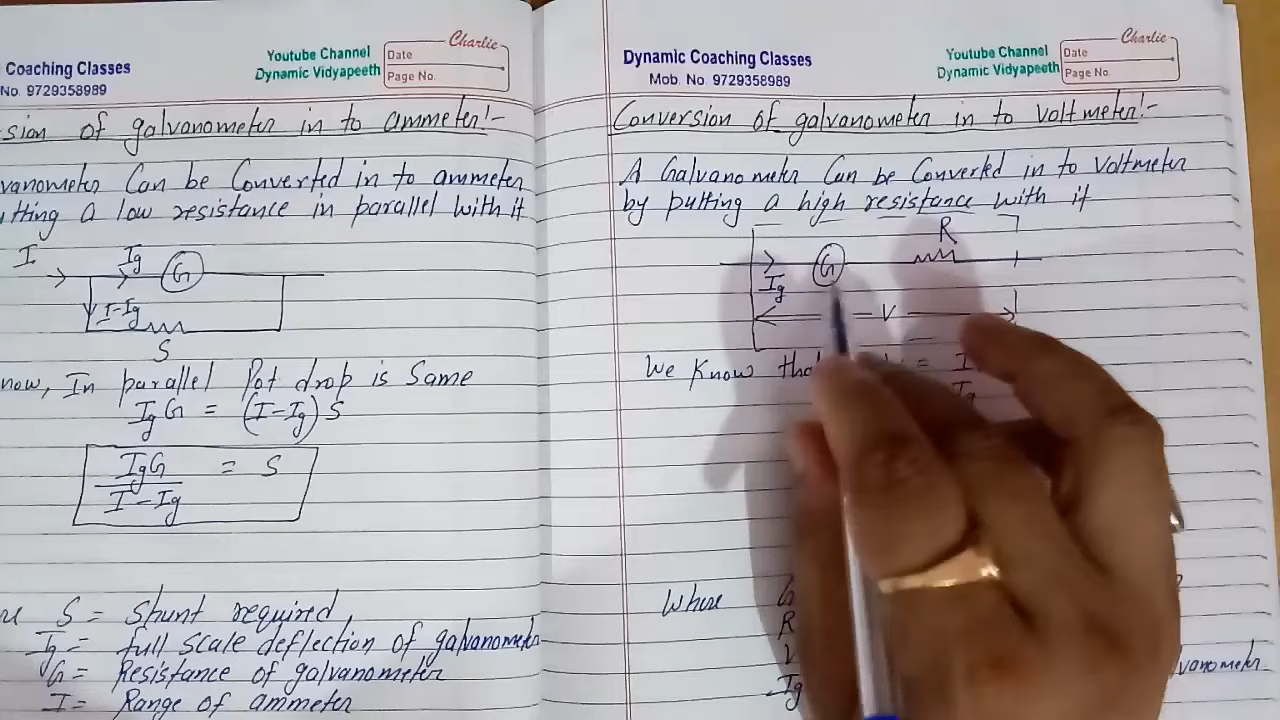 Coaching Classes
No. 9729358989
Youtube Channel
Dynamic Vidyapeeth
Charlie
Date
Page No.
sion of galvanometer in to ammeter!-
vanometer Can be Converted in to ammeter
tting a low resistance in parallel with it
I Ig G
I-Ig
S
now, In parallel Pot drop is Same
IgG = (I-Ig) S
IgG = S
I-Ig
S = Shunt required
Ig = full scale deflection of galvanometer
G = Resistance of galvanometer
I = Range of ammeter
Dynamic Coaching Classes
Mob. No. 9729358989
Youtube Channel
Dynamic Vidyapeeth
Charlie
Date
Page No.
Conversion of galvanometer in to voltmeter!-
A Galvanometer Can be Converted in to Voltmeter
by putting a high resistance with it
R
G
Ig
V
We Know = I
Ig
Where G
R
V
Ig vanometer